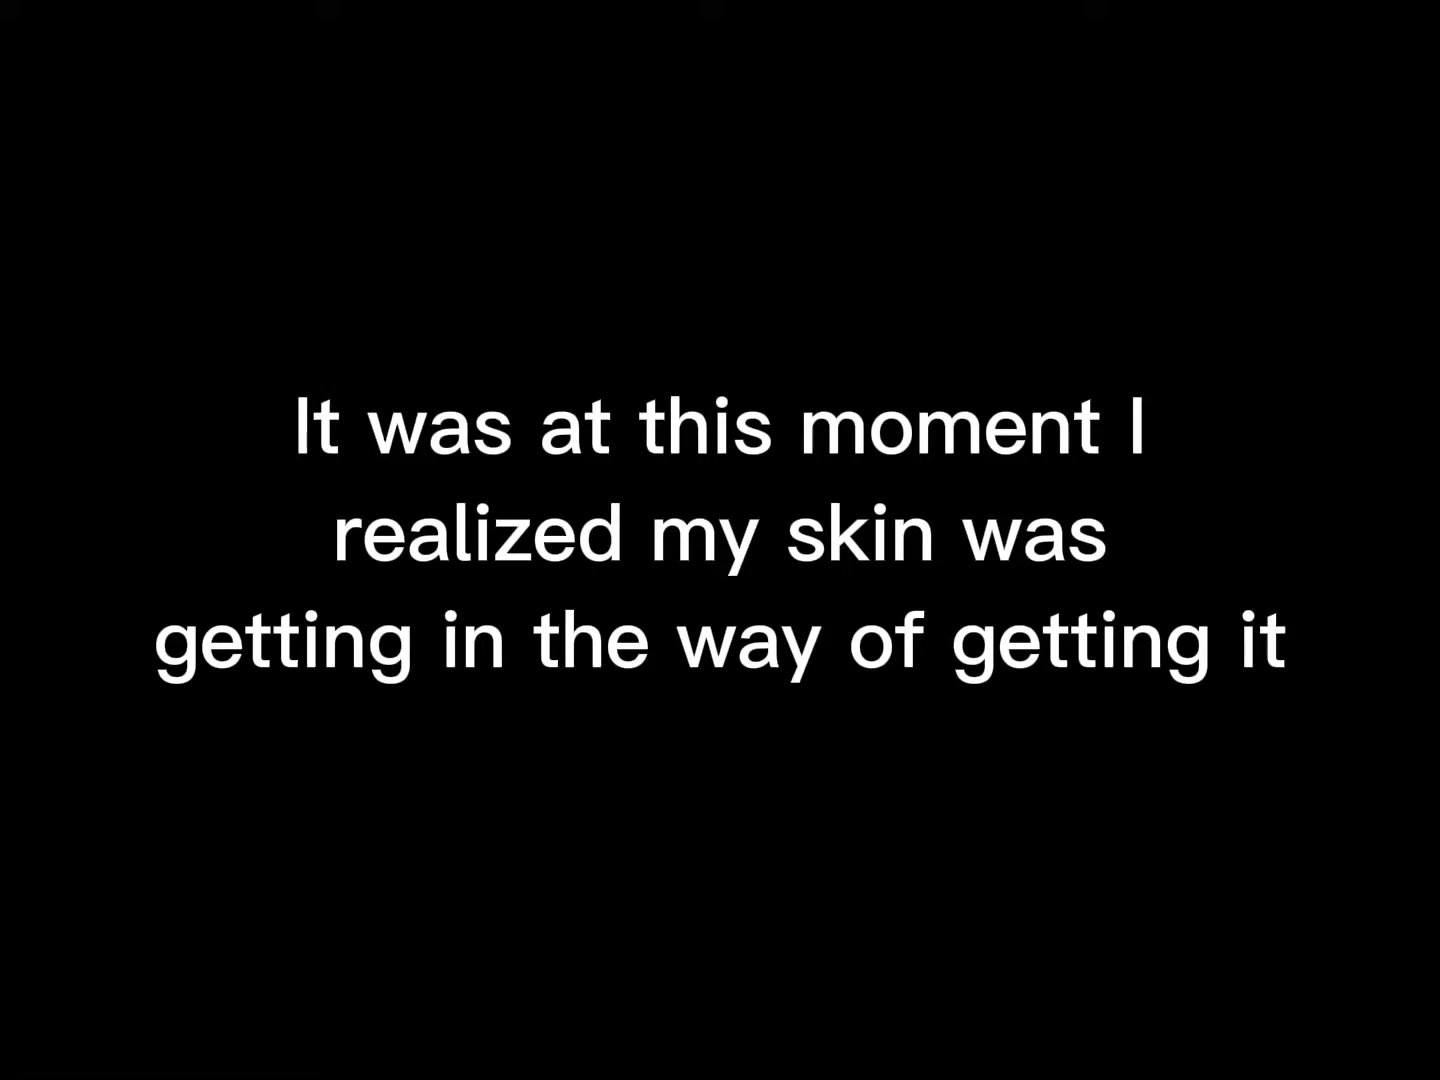 It was at this moment I
realized my skin was
getting in the way of getting it